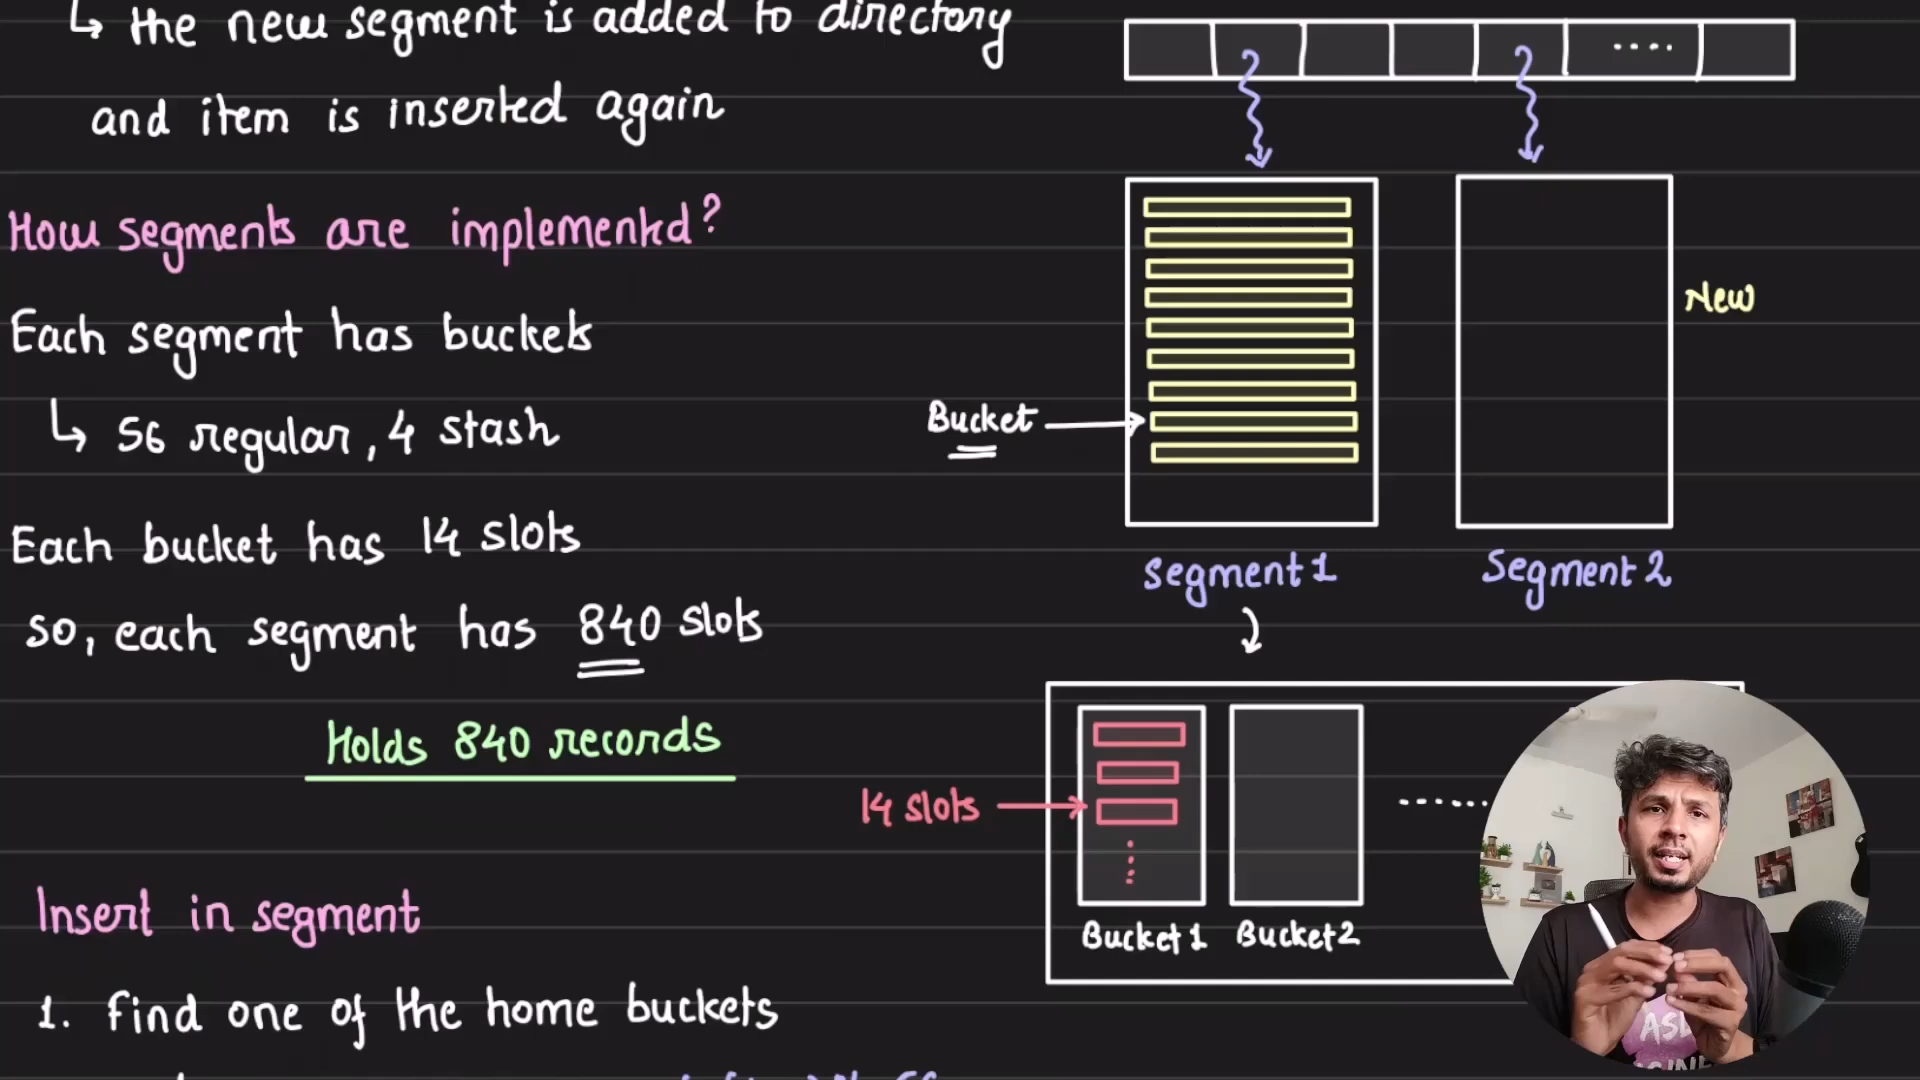 ↳ the new segment is added to directory
and item is inserted again
How segments are implemented?
Each segment has buckets
↳ 56 regular, 4 stash
Each bucket has 14 slots
so, each segment has 840 slots
Holds 840 records
Insert in segment
1. find one of the home buckets
.....
New
Bucket
Segment 1
Segment 2
14 slots
......
Bucket 1
Bucket 2